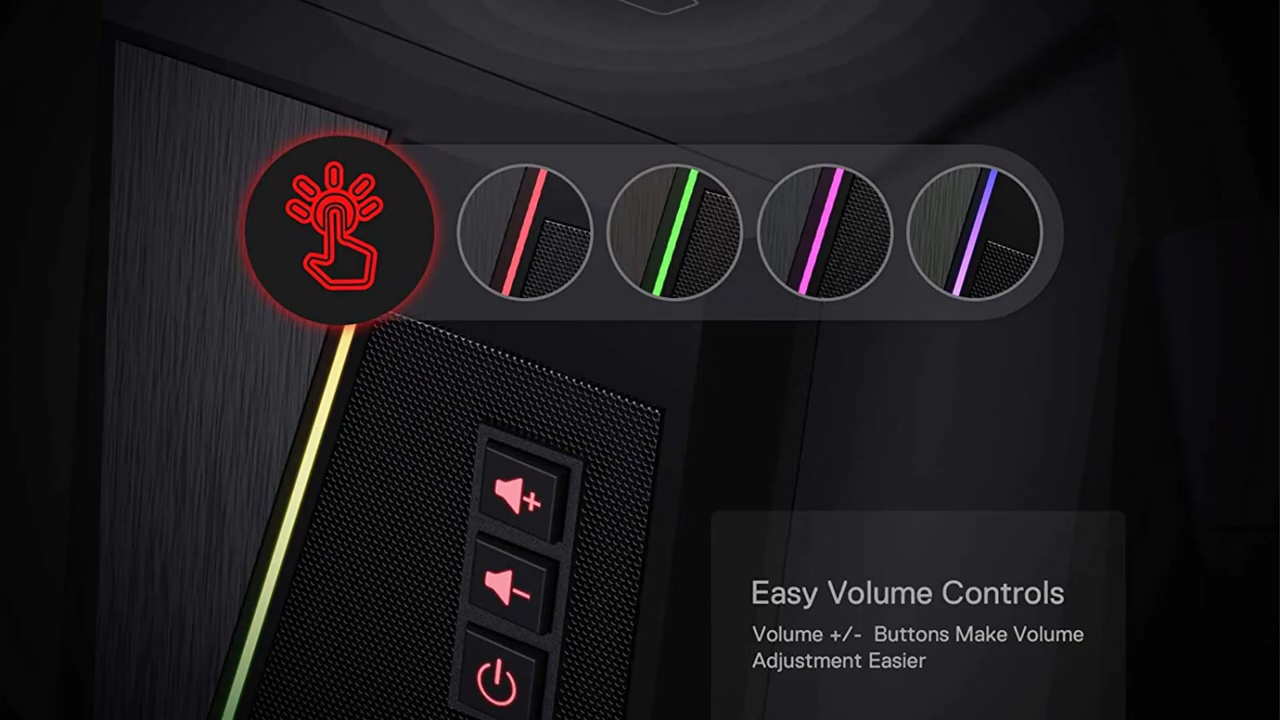 Easy Volume Controls
Volume +/- Buttons Make Volume
Adjustment Easier